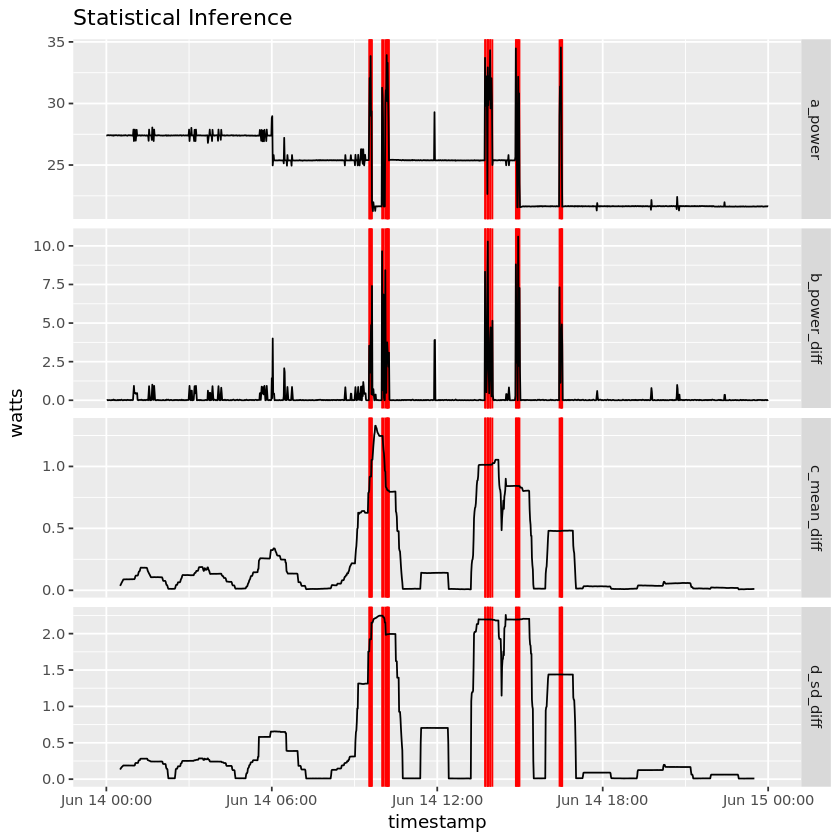 Statistical Inference
35
30
25
a_power
10.0
7.5
5.0
2.5
0.0
b_power_diff
watts
1.0
0.5
0.0
c_mean_diff
2.0
1.5
1.0
0.5
0.0
d_sd_diff
Jun 14 00:00 Jun 14 06:00 Jun 14 12:00 Jun 14 18:00 Jun 15 00:00
timestamp